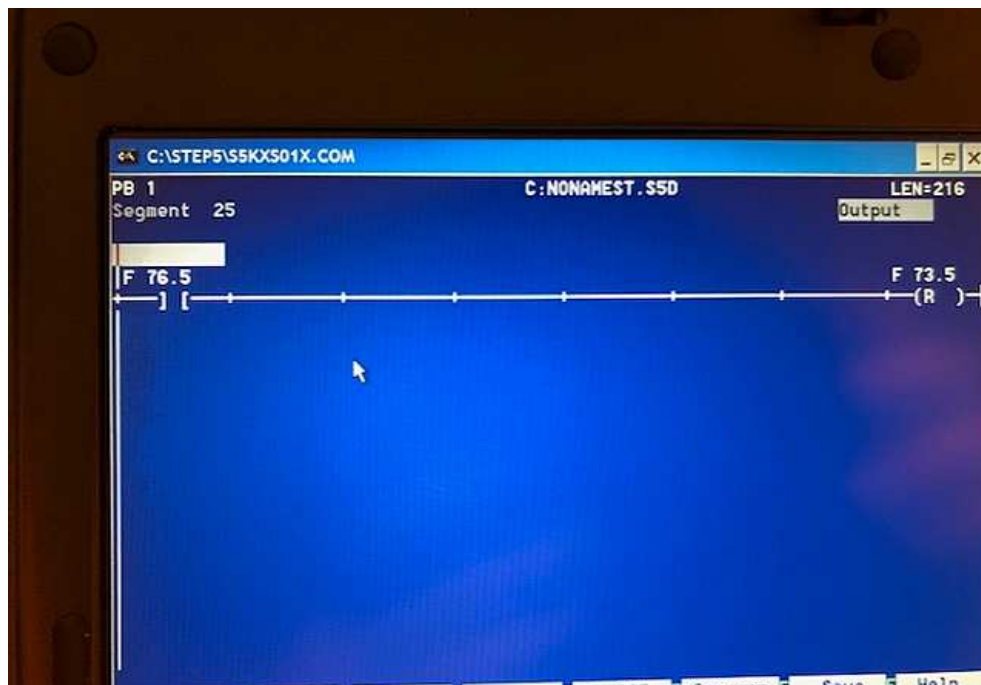 C:\STEP5\S5KXS01X.COM
PB 1 C:NONAMEST.S5D LEN=216
Segment 25 Output
F 76.5 F 73.5
] [ (R )
Save Help